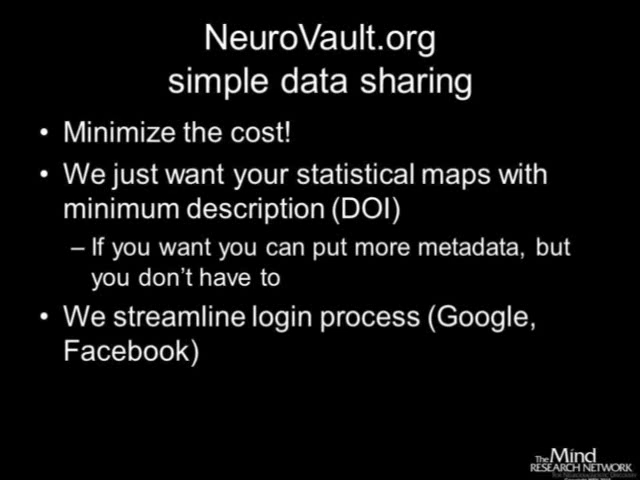 NeuroVault.org
simple data sharing
• Minimize the cost!
• We just want your statistical maps with
minimum description (DOI)
– If you want you can put more metadata, but
you don't have to
• We streamline login process (Google,
Facebook)
The Mind
RESEARCH NETWORK